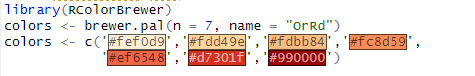 library(RColorBrewer)
colors <- brewer.pal(n = 7, name = "OrRd")
colors <- c('#fef0d9','#fdd49e','#fdbb84','#fc8d59',
'#ef6548','#d7301f','#990000')